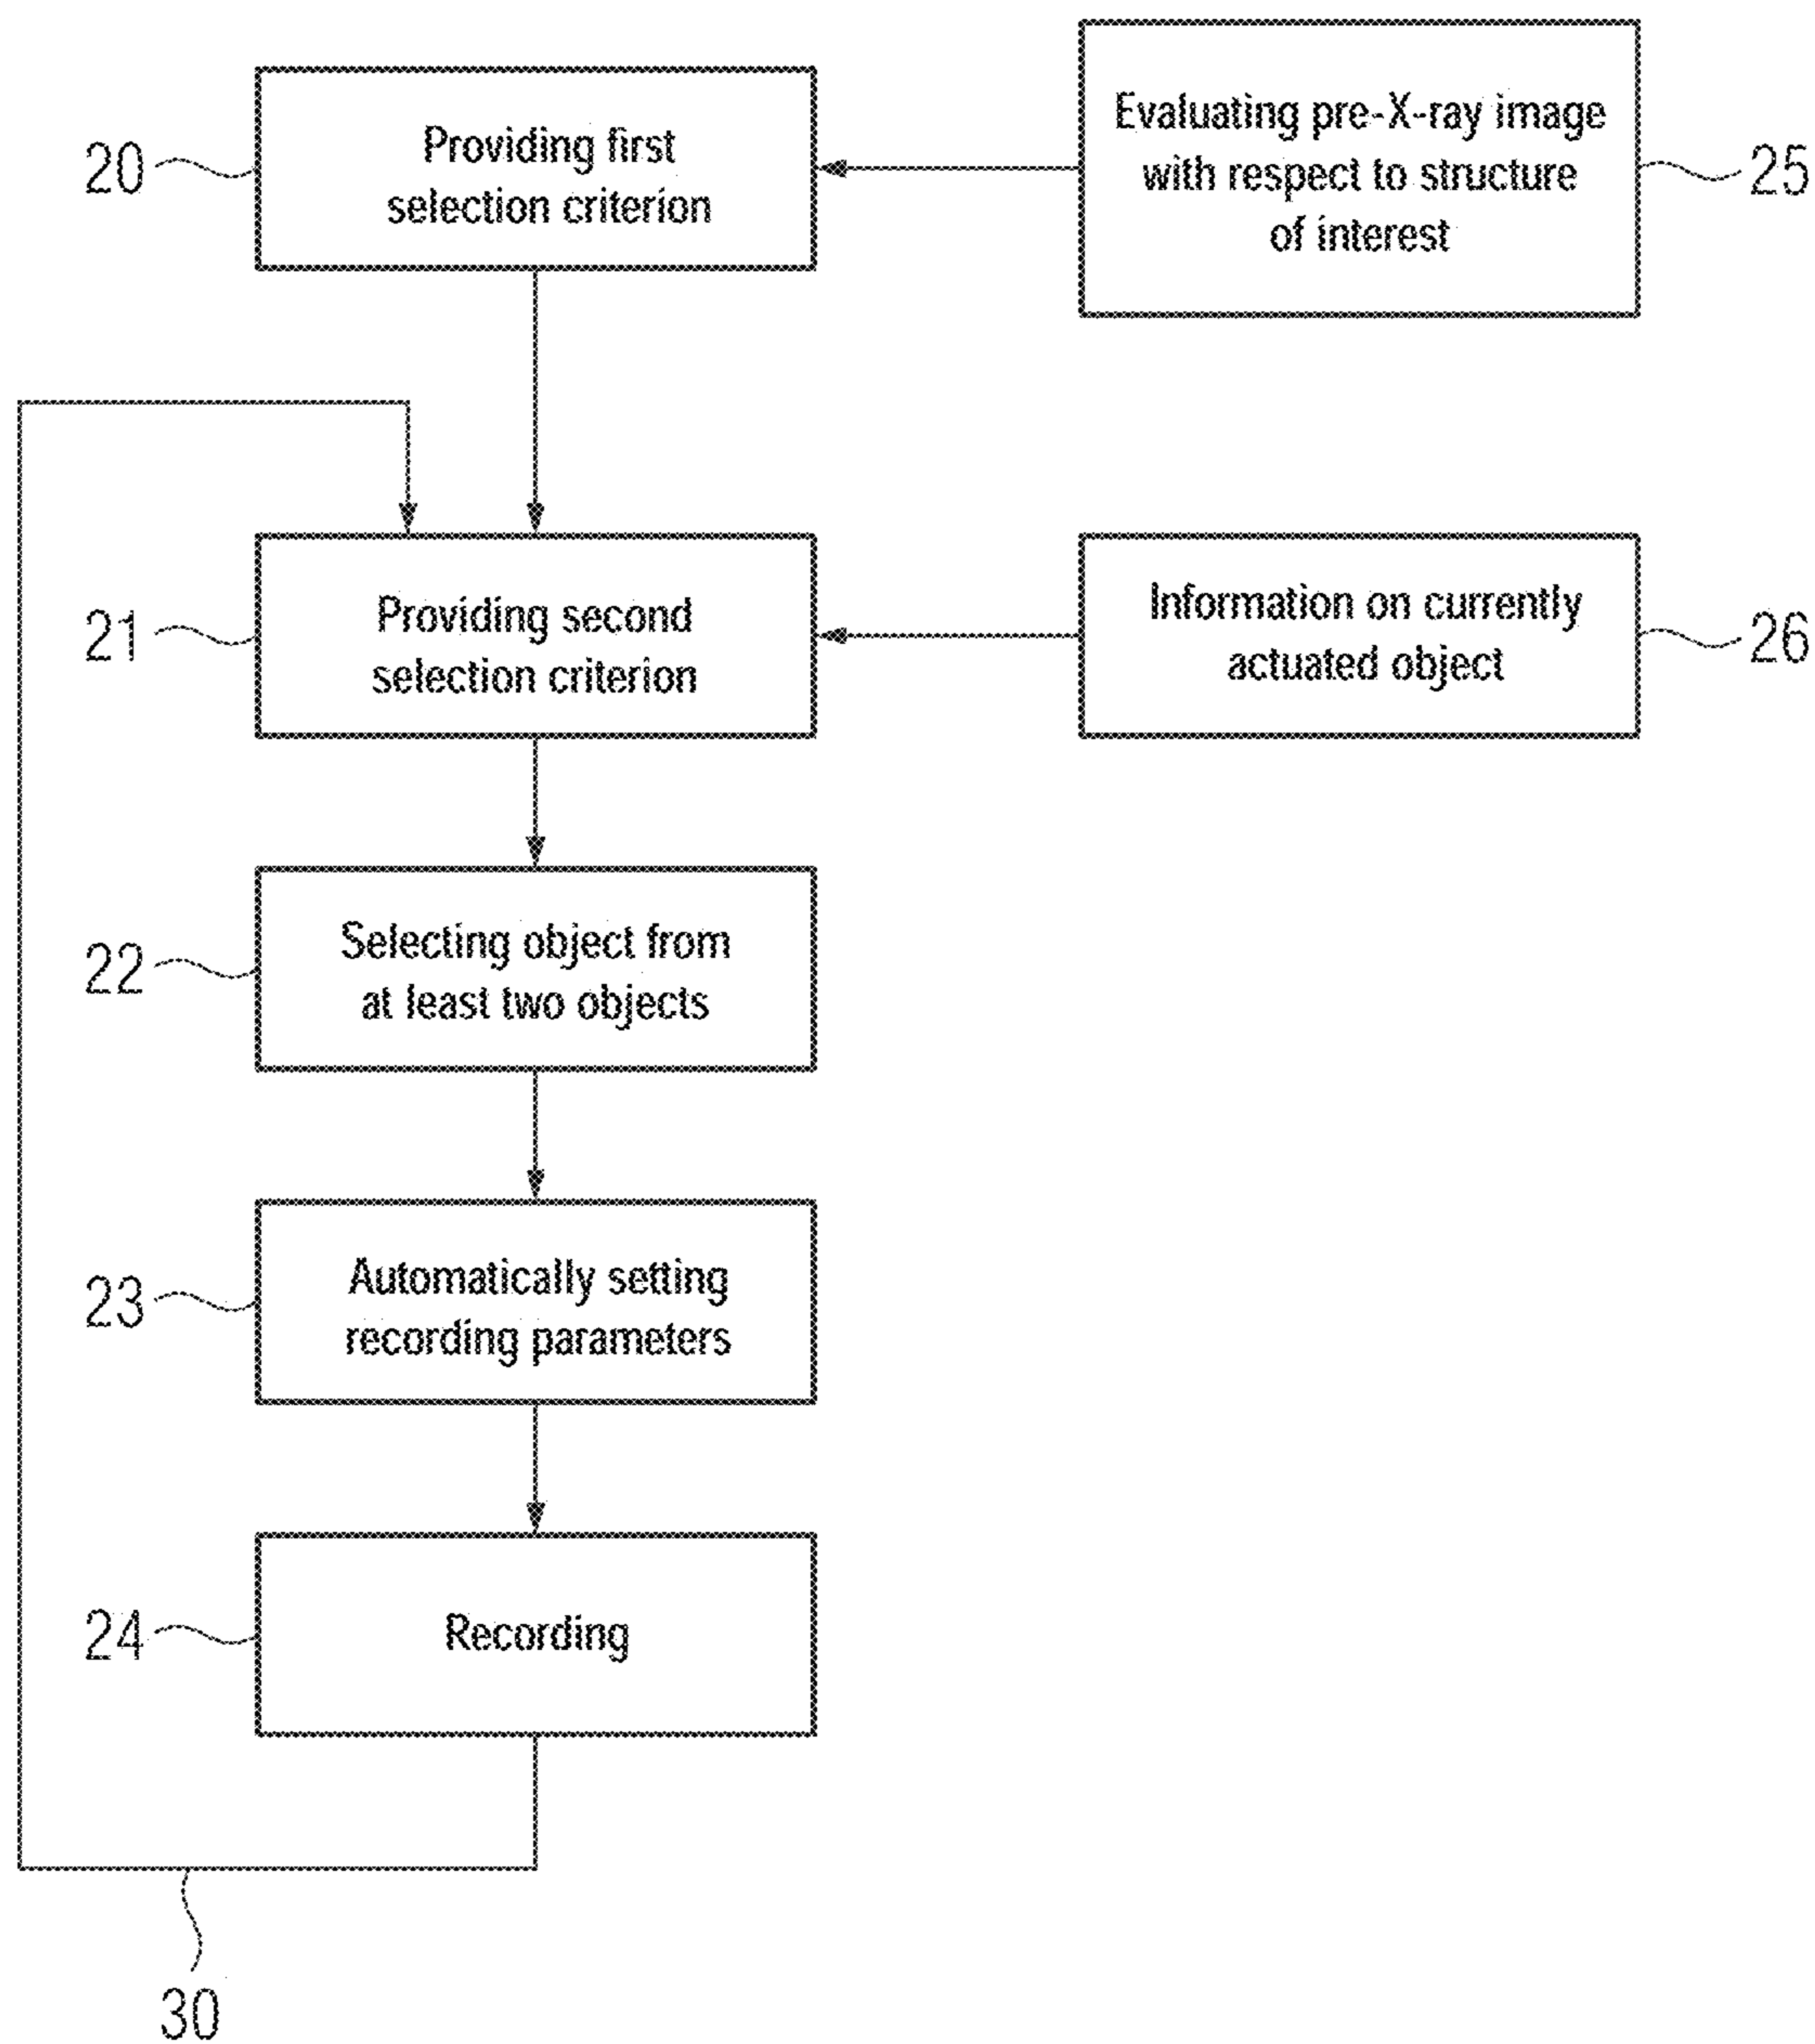 20
Providing first
selection criterion
Evaluating pre-X-ray image
with respect to structure
of interest
25
21
Providing second
selection criterion
Information on currently
actuated object
26
22
Selecting object from
at least two objects
23
Automatically setting
recording parameters
24
Recording
30